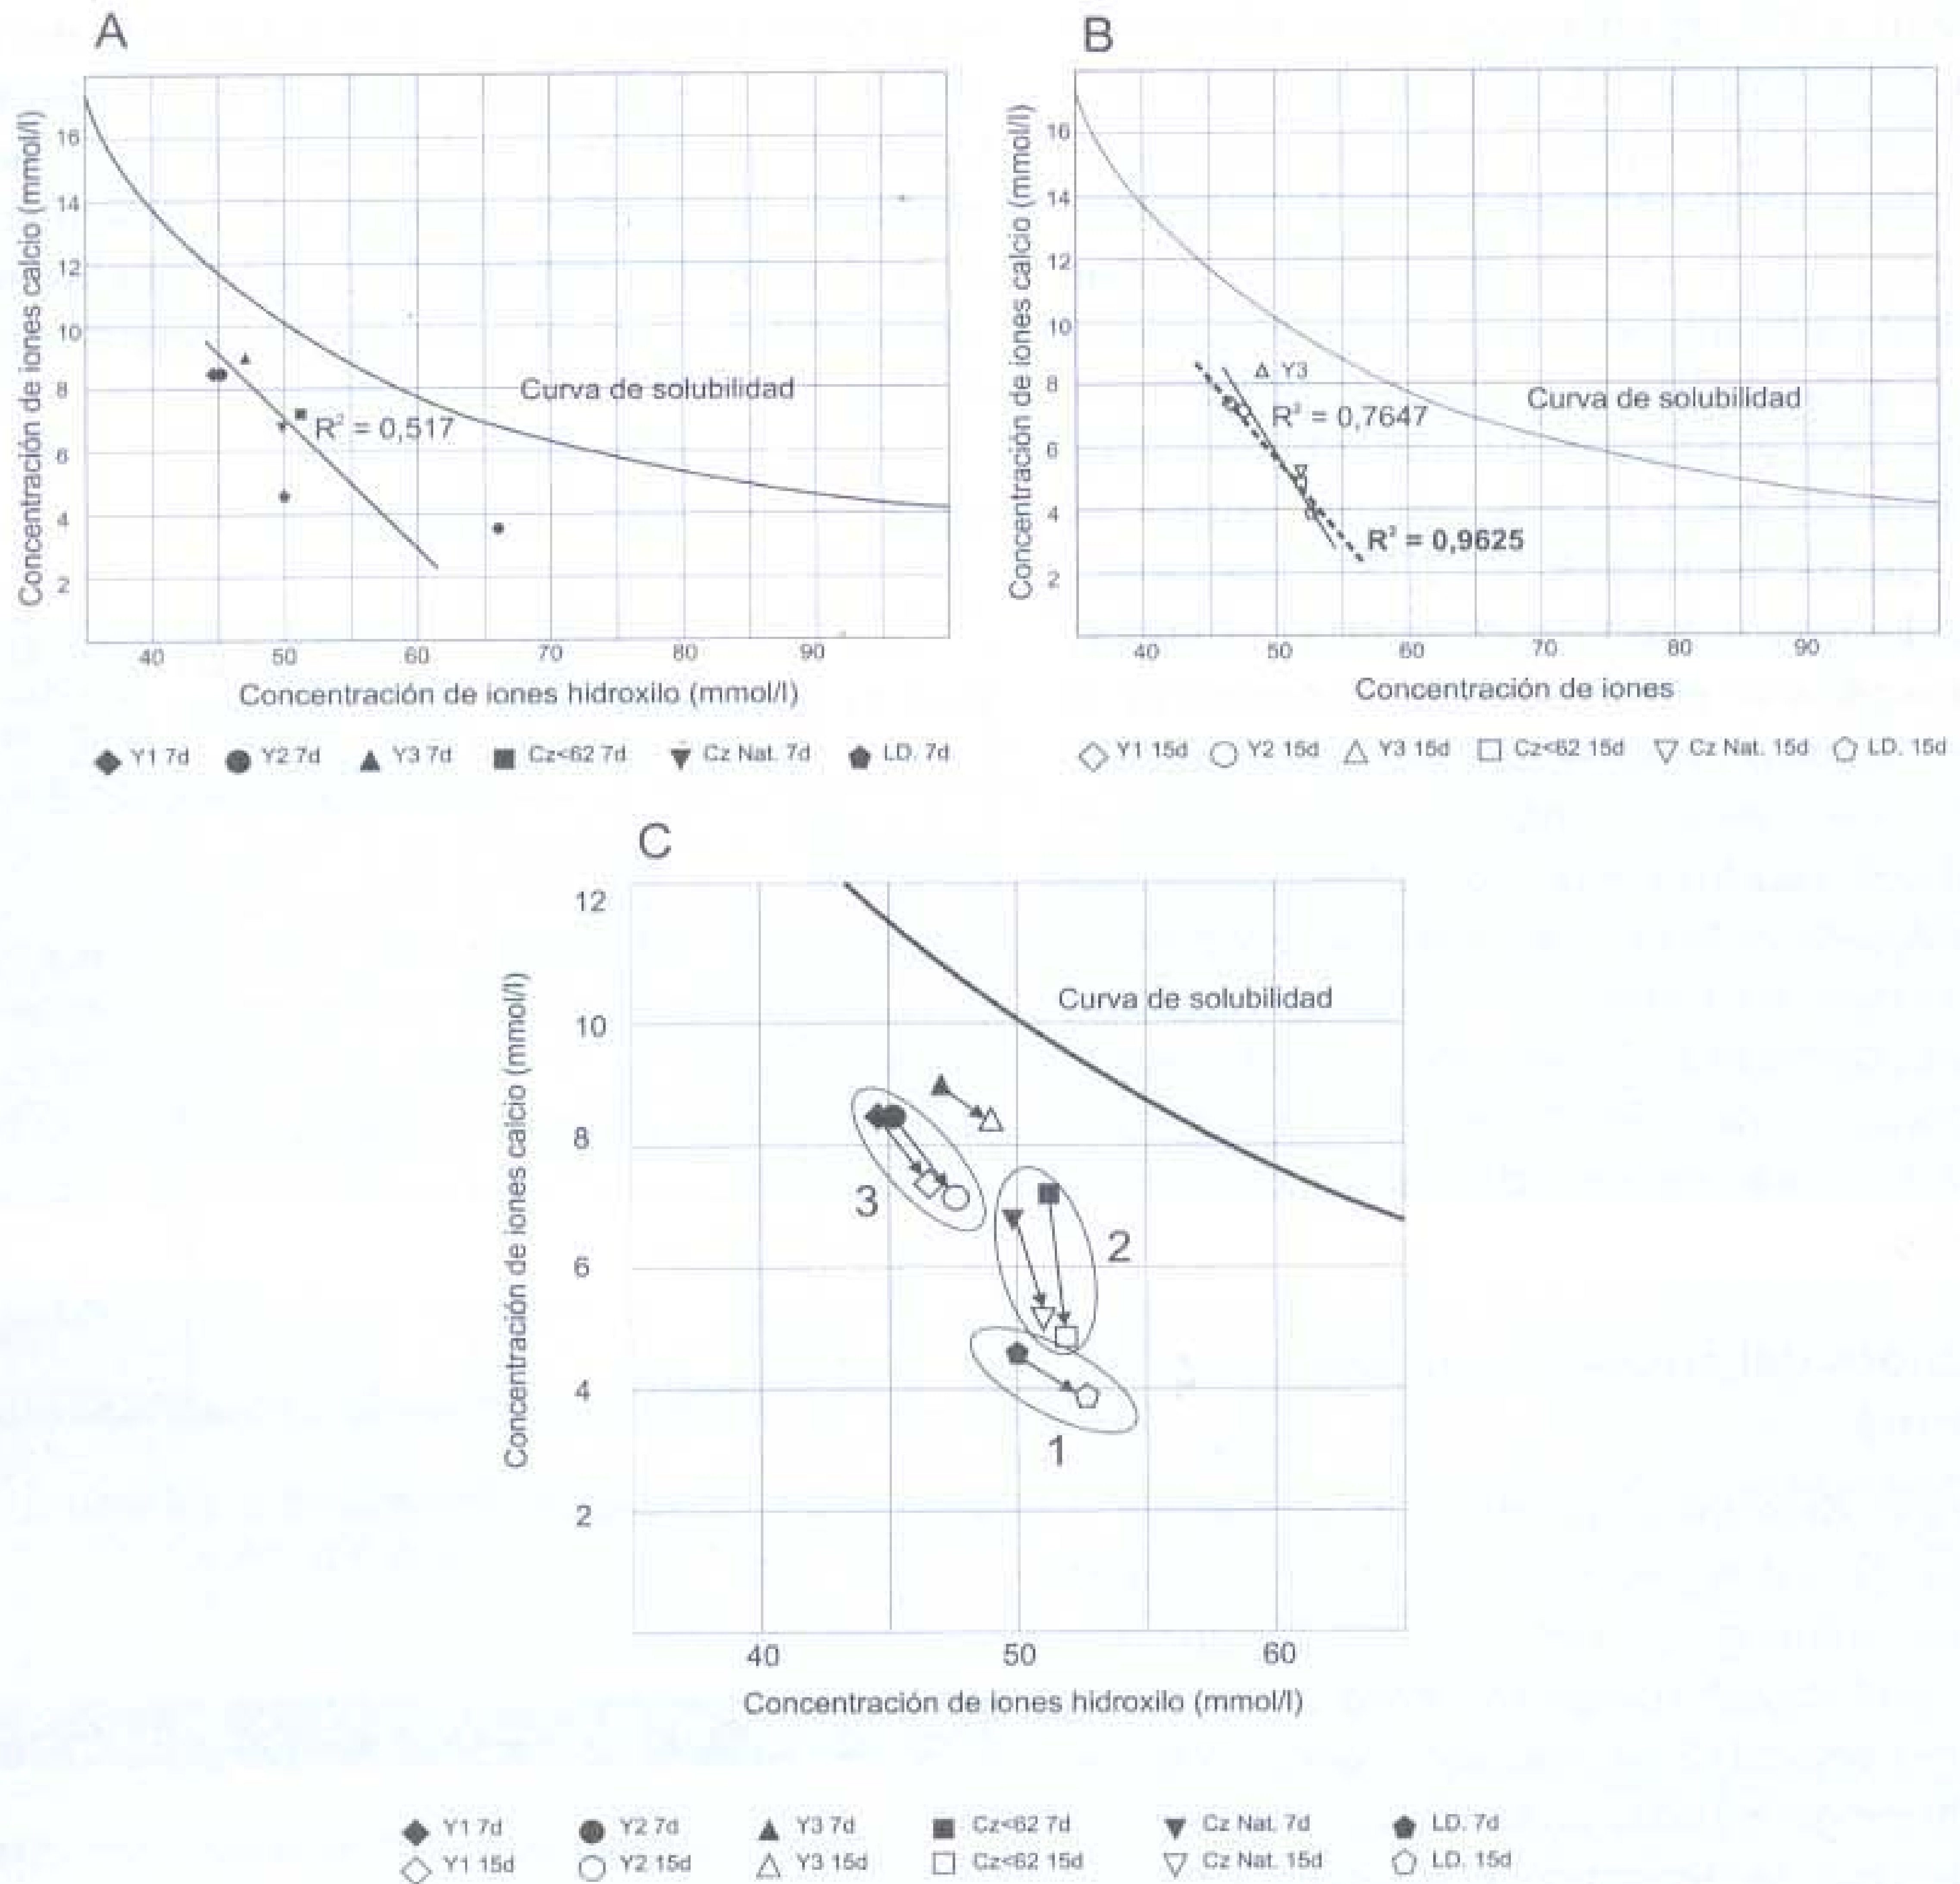 A
Concentración de iones calcio (mmol/l)
16
14
12
10
8
6
4
2
Curva de solubilidad
R² = 0,517
40 50 60 70 80 90
Concentración de iones hidroxilo (mmol/l)
Y1 7d Y2 7d Y3 7d Cz<62 7d Cz Nat. 7d LD. 7d
B
Concentración de iones calcio (mmol/l)
16
14
12
10
8
6
4
2
Y3
Curva de solubilidad
R² = 0,7647
R² = 0,9625
40 50 60 70 80 90
Concentración de iones
Y1 15d Y2 15d Y3 15d Cz<62 15d Cz Nat. 15d LD. 15d
C
Concentración de iones calcio (mmol/l)
12
10
8
6
4
2
Curva de solubilidad
3
2
1
40 50 60
Concentración de iones hidroxilo (mmol/l)
Y1 7d Y2 7d Y3 7d Cz<62 7d Cz Nat. 7d LD. 7d
Y1 15d Y2 15d Y3 15d Cz<62 15d Cz Nat. 15d LD. 15d